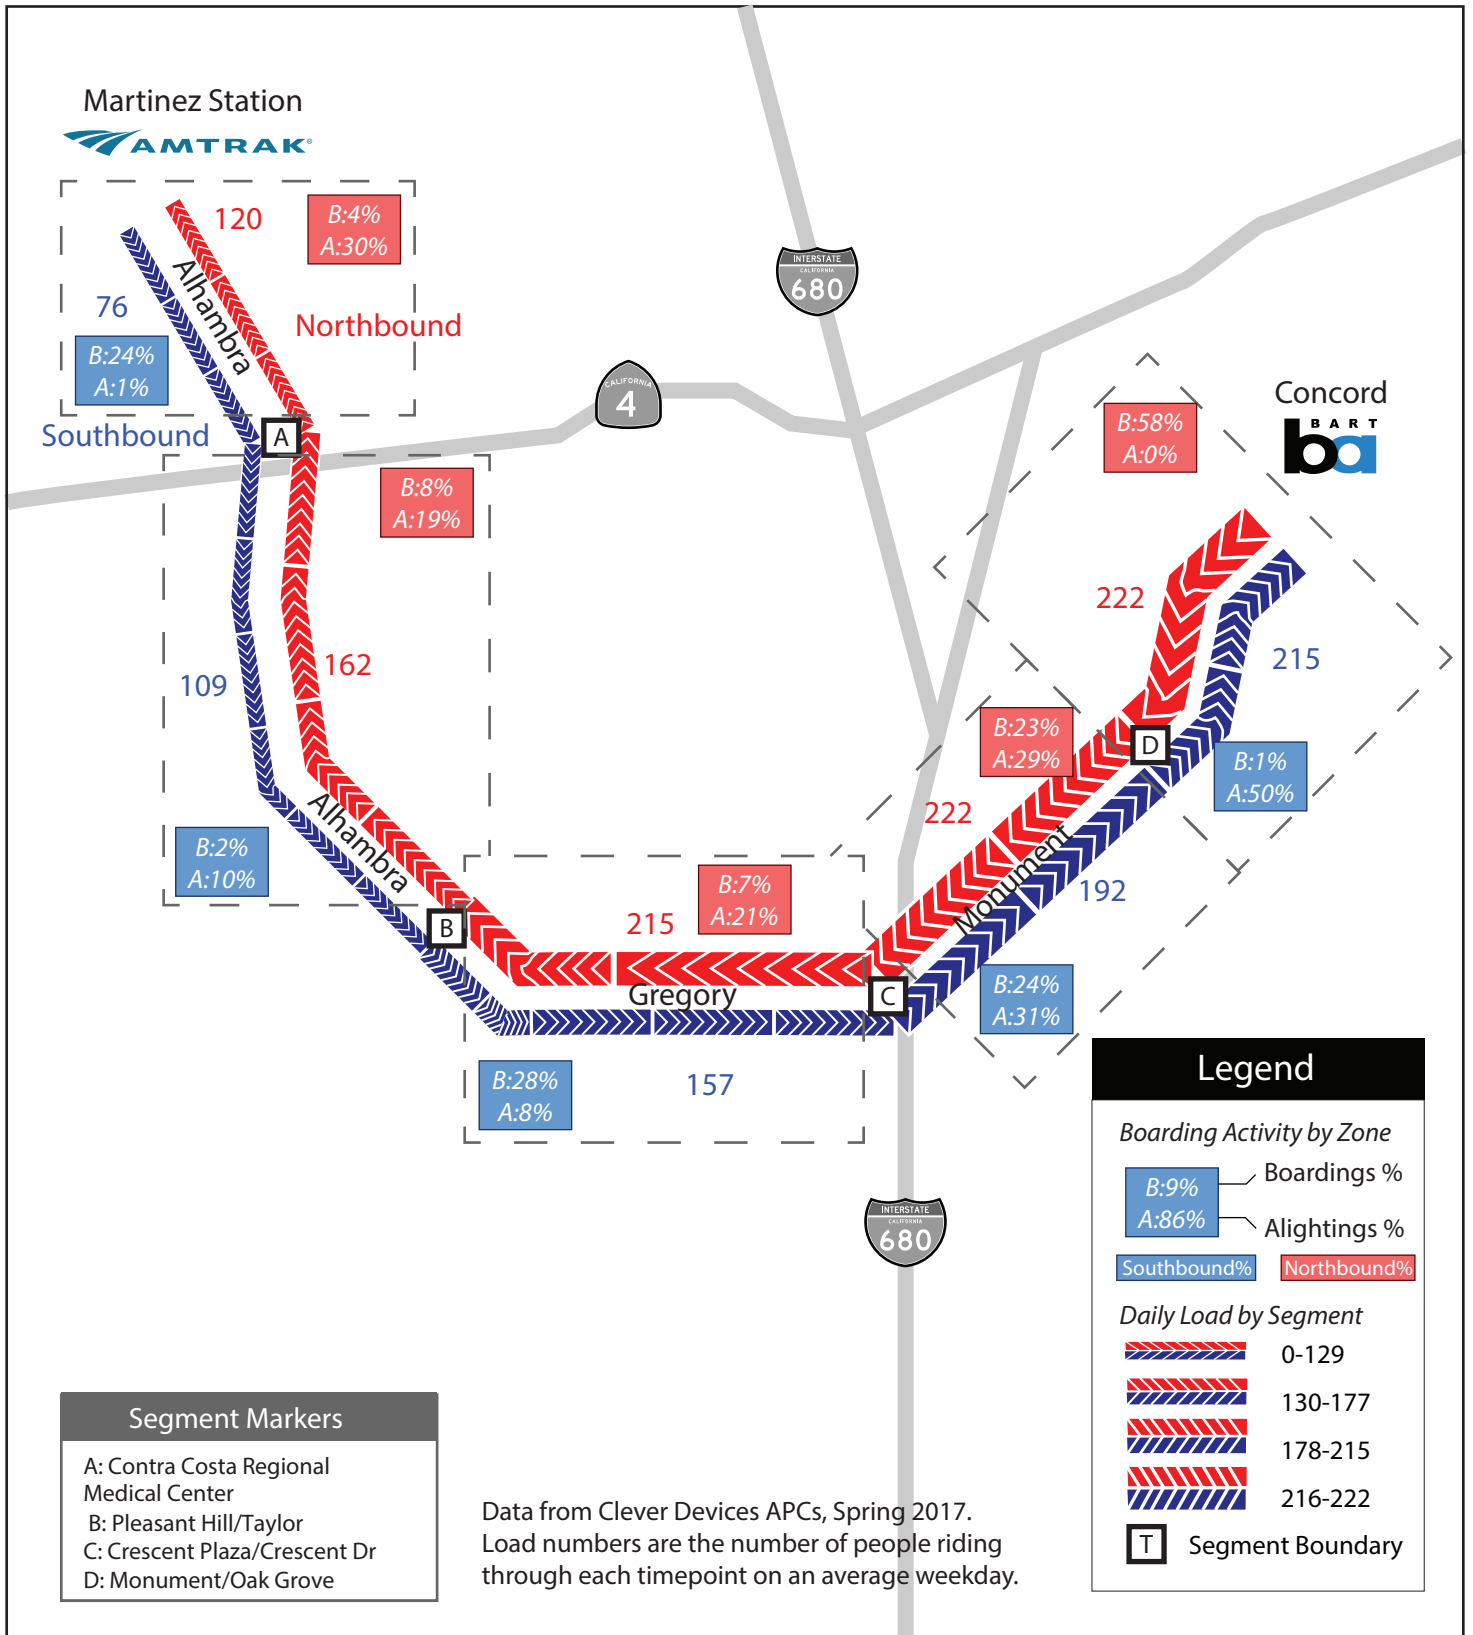 Martinez Station
AMTRAK®
120
B:4%
A:30%
Alhambra
76
Northbound
B:24%
A:1%
Southbound
A
INTERSTATE
CALIFORNIA
680
CALIFORNIA
4
Concord
BART
ba
B:58%
A:0%
B:8%
A:19%
222
215
109
162
B:23%
A:29%
D
B:1%
A:50%
222
Alhambra
B:2%
A:10%
Monument
192
B
215
B:7%
A:21%
Gregory
C
B:24%
A:31%
B:28%
A:8%
157
INTERSTATE
CALIFORNIA
680
Legend
Boarding Activity by Zone
B:9%
A:86%
Boardings %
Alightings %
Southbound%
Northbound%
Daily Load by Segment
0-129
130-177
178-215
216-222
T
Segment Boundary
Segment Markers
A: Contra Costa Regional
Medical Center
B: Pleasant Hill/Taylor
C: Crescent Plaza/Crescent Dr
D: Monument/Oak Grove
Data from Clever Devices APCs, Spring 2017.
Load numbers are the number of people riding
through each timepoint on an average weekday.